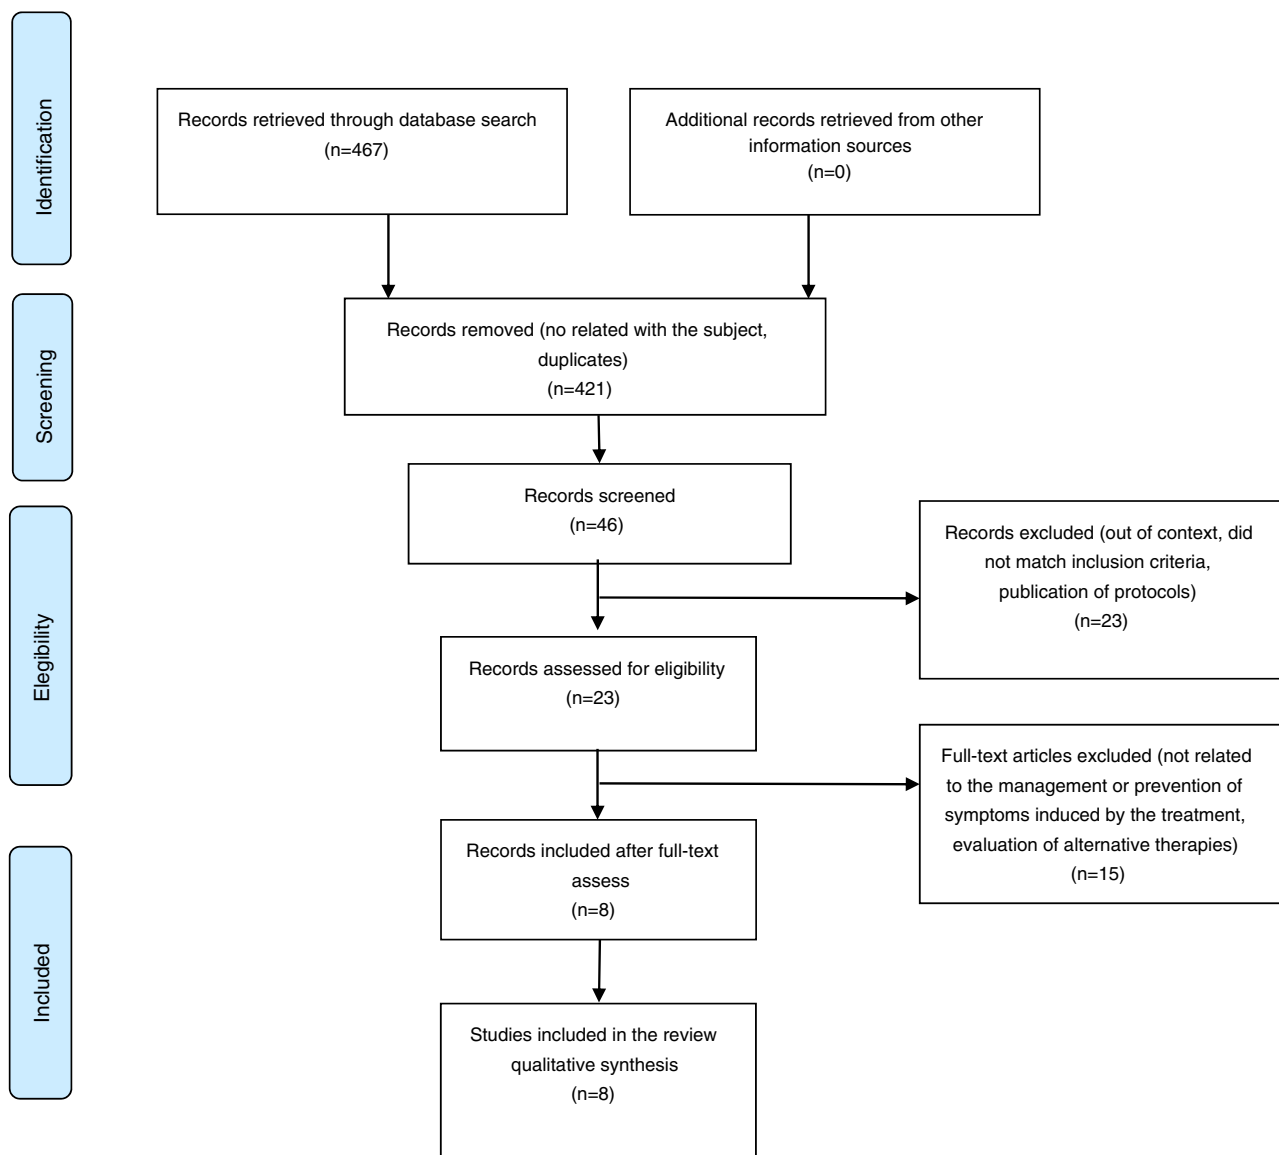 Identification
Records retrieved through database search
(n=467)
Additional records retrieved from other
information sources
(n=0)
Screening
Records removed (no related with the subject,
duplicates)
(n=421)
Records screened
(n=46)
Elegibility
Records excluded (out of context, did
not match inclusion criteria,
publication of protocols)
(n=23)
Records assessed for eligibility
(n=23)
Full-text articles excluded (not related
to the management or prevention of
symptoms induced by the treatment,
evaluation of alternative therapies)
(n=15)
Included
Records included after full-text
assess
(n=8)
Studies included in the review
qualitative synthesis
(n=8)